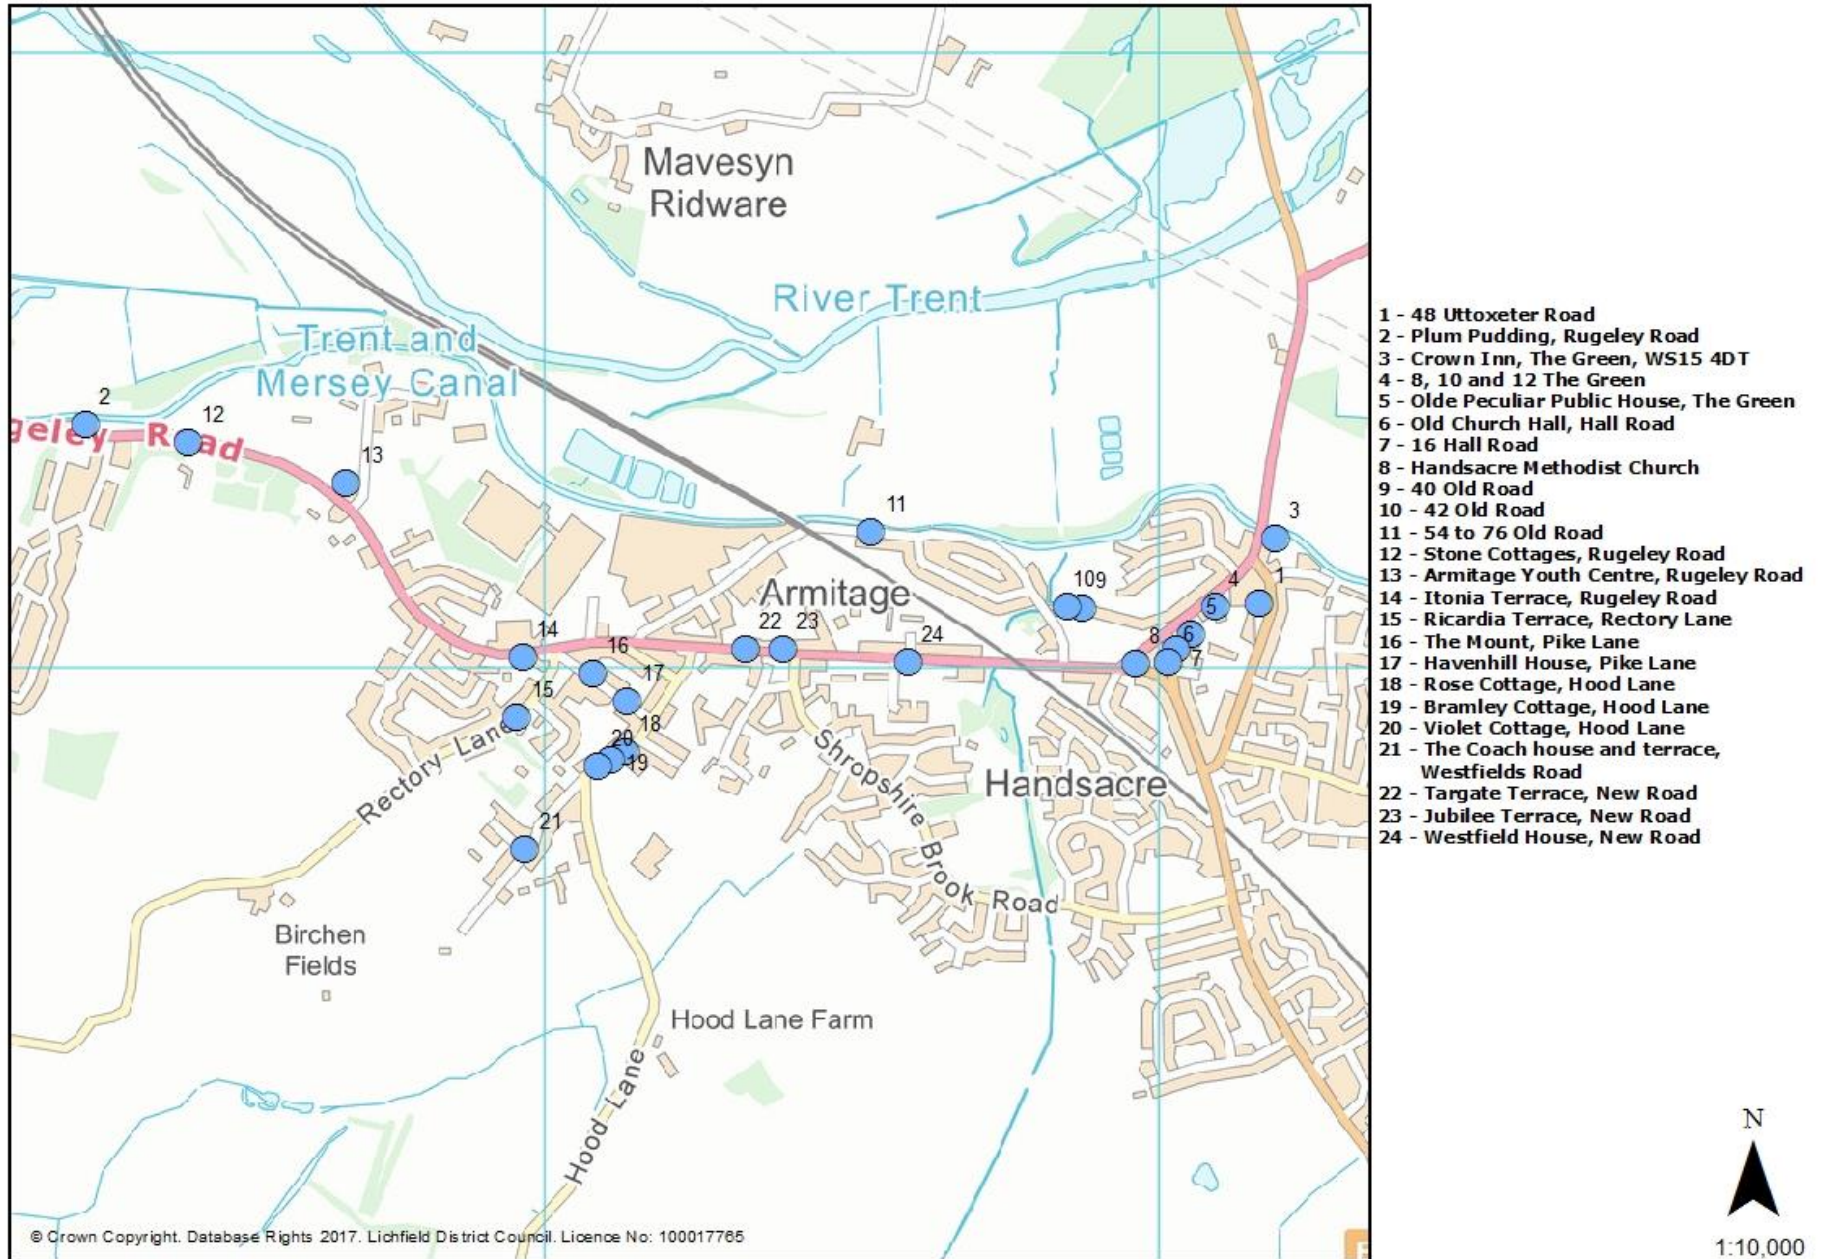 Mavesyn
Ridware
River Trent
Trent and
Mersey Canal
2
12
geley Road
13
11
3
109
4
1
5
Armitage
14
16
22
23
24
8
6
7
15
17
18
20
19
Rectory Lane
21
Shropshire Brook Road
Handsacre
Birchen
Fields
Hood Lane Farm
Hood Lane
© Crown Copyright. Database Rights 2017. Lichfield District Council. Licence No: 100017765
1 - 48 Uttoxeter Road
2 - Plum Pudding, Rugeley Road
3 - Crown Inn, The Green, WS15 4DT
4 - 8, 10 and 12 The Green
5 - Olde Peculiar Public House, The Green
6 - Old Church Hall, Hall Road
7 - 16 Hall Road
8 - Handsacre Methodist Church
9 - 40 Old Road
10 - 42 Old Road
11 - 54 to 76 Old Road
12 - Stone Cottages, Rugeley Road
13 - Armitage Youth Centre, Rugeley Road
14 - Itonia Terrace, Rugeley Road
15 - Ricardia Terrace, Rectory Lane
16 - The Mount, Pike Lane
17 - Havenhill House, Pike Lane
18 - Rose Cottage, Hood Lane
19 - Bramley Cottage, Hood Lane
20 - Violet Cottage, Hood Lane
21 - The Coach house and terrace,
Westfields Road
22 - Targate Terrace, New Road
23 - Jubilee Terrace, New Road
24 - Westfield House, New Road
N
1:10,000